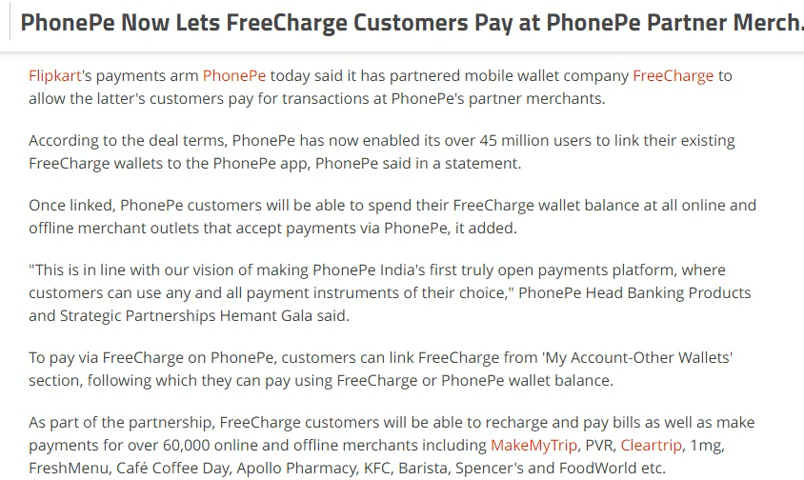 PhonePe Now Lets FreeCharge Customers Pay at PhonePe Partner Merch.
Flipkart's payments arm PhonePe today said it has partnered mobile wallet company FreeCharge to
allow the latter's customers pay for transactions at PhonePe's partner merchants.
According to the deal terms, PhonePe has now enabled its over 45 million users to link their existing
FreeCharge wallets to the PhonePe app, PhonePe said in a statement.
Once linked, PhonePe customers will be able to spend their FreeCharge wallet balance at all online and
offline merchant outlets that accept payments via PhonePe, it added.
"This is in line with our vision of making PhonePe India's first truly open payments platform, where
customers can use any and all payment instruments of their choice," PhonePe Head Banking Products
and Strategic Partnerships Hemant Gala said.
To pay via FreeCharge on PhonePe, customers can link FreeCharge from 'My Account-Other Wallets'
section, following which they can pay using FreeCharge or PhonePe wallet balance.
As part of the partnership, FreeCharge customers will be able to recharge and pay bills as well as make
payments for over 60,000 online and offline merchants including MakeMyTrip, PVR, Cleartrip, 1mg,
FreshMenu, Café Coffee Day, Apollo Pharmacy, KFC, Barista, Spencer's and FoodWorld etc.